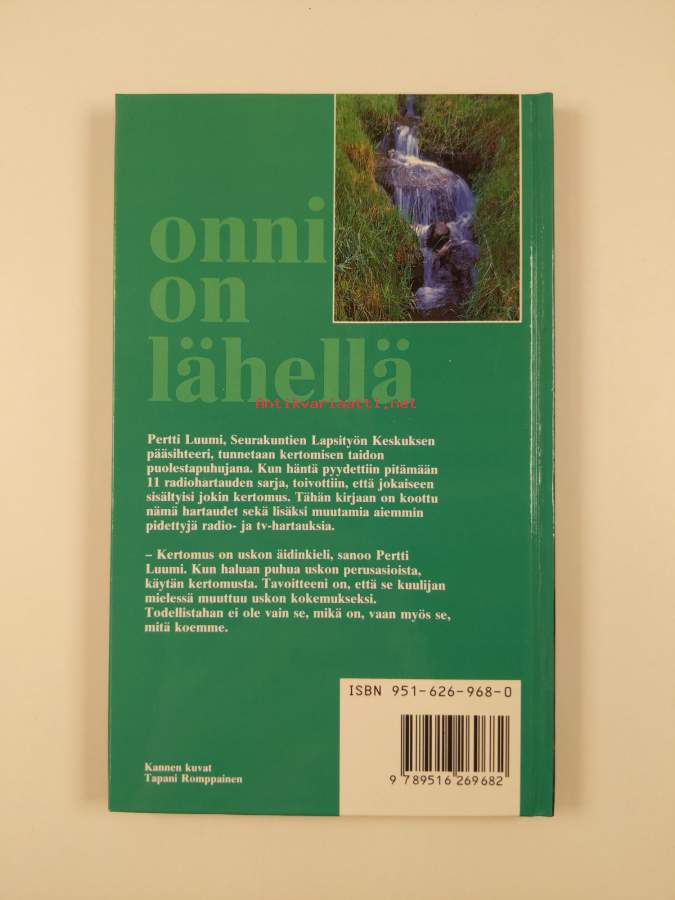 onni
on
lähellä
Antikvariaatti.net
Pertti Luumi, Seurakuntien Lapsityön Keskuksen
pääsihteeri, tunnetaan kertomisen taidon
puolestapuhujana. Kun häntä pyydettiin pitämään
11 radiohartauden sarja, toivottiin, että jokaiseen
sisältyisi jokin kertomus. Tähän kirjaan on koottu
nämä hartaudet sekä lisäksi muutamia aiemmin
pidettyjä radio- ja tv-hartauksia.
– Kertomus on uskon äidinkieli, sanoo Pertti
Luumi. Kun haluan puhua uskon perusasioista,
käytän kertomusta. Tavoitteeni on, että se kuulijan
mielessä muuttuu uskon kokemukseksi.
Todellistahan ei ole vain se, mikä on, vaan myös se,
mitä koemme.
ISBN 951-626-968-0
9 789516 269682
Kannen kuvat
Tapani Romppainen